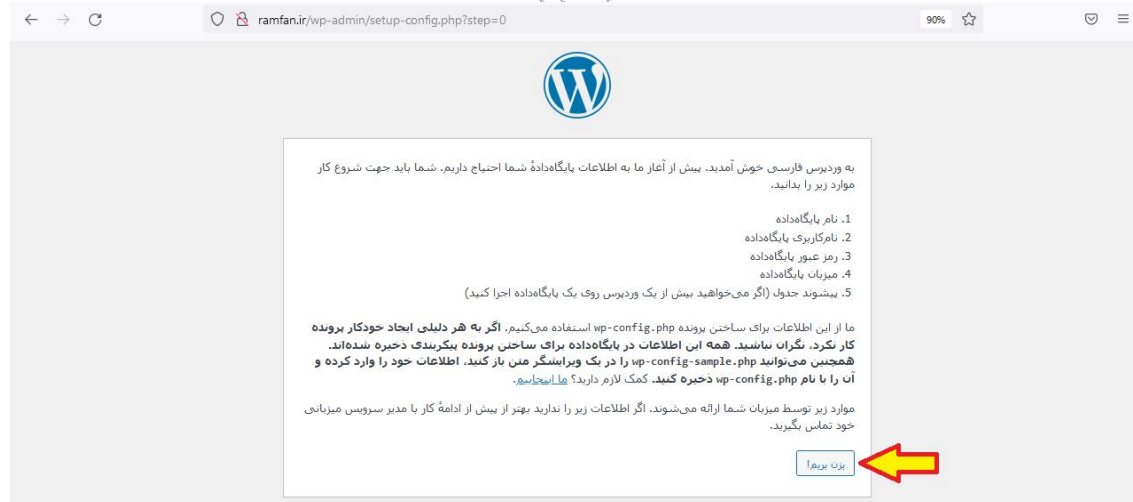 ramfan.ir/wp-admin/setup-config.php?step=0
90%
به وردپرس فارسی خوش آمدید. پیش از آغاز ما به اطلاعات پایگاه‌دادهٔ شما احتیاج داریم. شما باید جهت شروع کار
موارد زیر را بدانید.
1. نام پایگاه‌داده
2. نام‌کاربری پایگاه‌داده
3. رمز عبور پایگاه‌داده
4. میزبان پایگاه‌داده
5. پیشوند جدول (اگر می‌خواهید بیش از یک وردپرس روی یک پایگاه‌داده اجرا کنید)
ما از این اطلاعات برای ساختن پرونده wp-config.php استفاده می‌کنیم. اگر به هر دلیلی ایجاد خودکار پرونده
کار نکرد، نگران نباشید. همه این اطلاعات در پایگاه‌داده برای ساختن پرونده پیکربندی ذخیره شده‌اند.
همچنین می‌توانید wp-config-sample.php را در یک ویرایشگر متن باز کنید، اطلاعات خود را وارد کرده و
آن را با نام wp-config.php ذخیره کنید. کمک لازم دارید؟ ما اینجاییم.
موارد زیر توسط میزبان شما ارائه می‌شوند. اگر اطلاعات زیر را ندارید بهتر از پیش از ادامهٔ کار با مدیر سرویس میزبانی
خود تماس بگیرید.
بزن بریم!